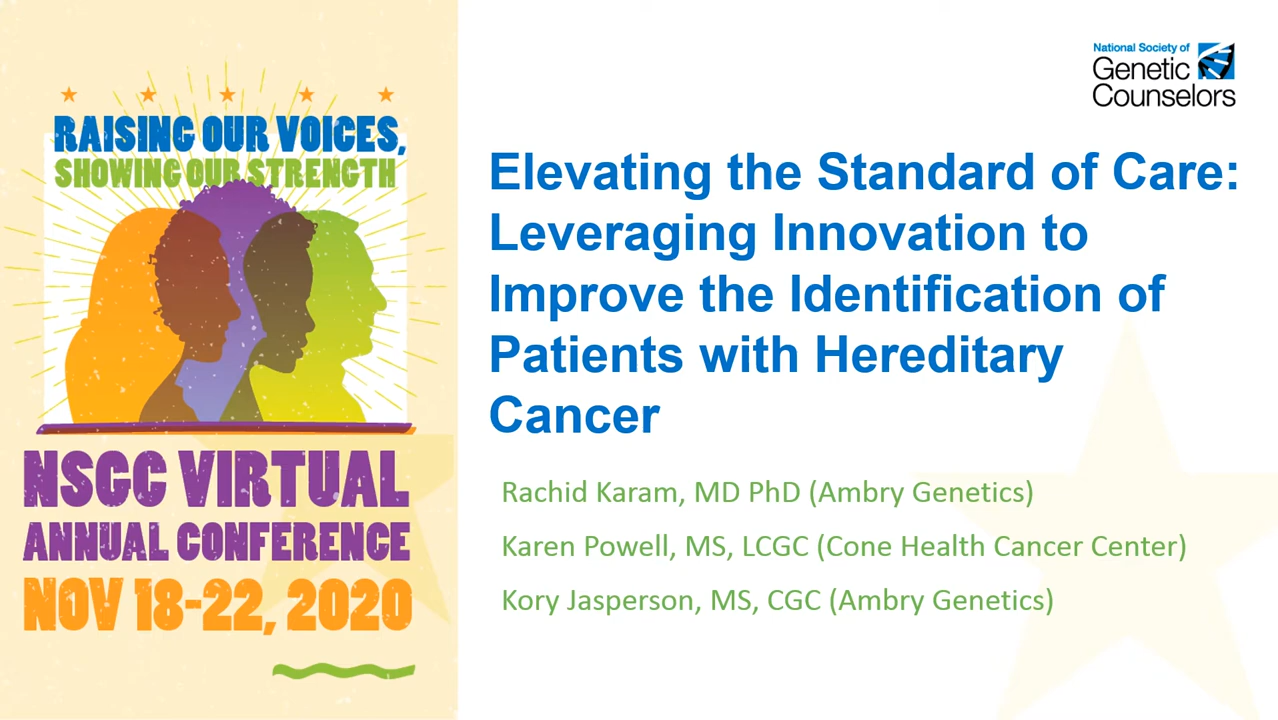 RAISING OUR VOICES,
SHOWING OUR STRENGTH
NSGC VIRTUAL
ANNUAL CONFERENCE
NOV 18-22, 2020
National Society of
Genetic
Counselors
Elevating the Standard of Care:
Leveraging Innovation to
Improve the Identification of
Patients with Hereditary
Cancer
Rachid Karam, MD PhD (Ambry Genetics)
Karen Powell, MS, LCGC (Cone Health Cancer Center)
Kory Jasperson, MS, CGC (Ambry Genetics)